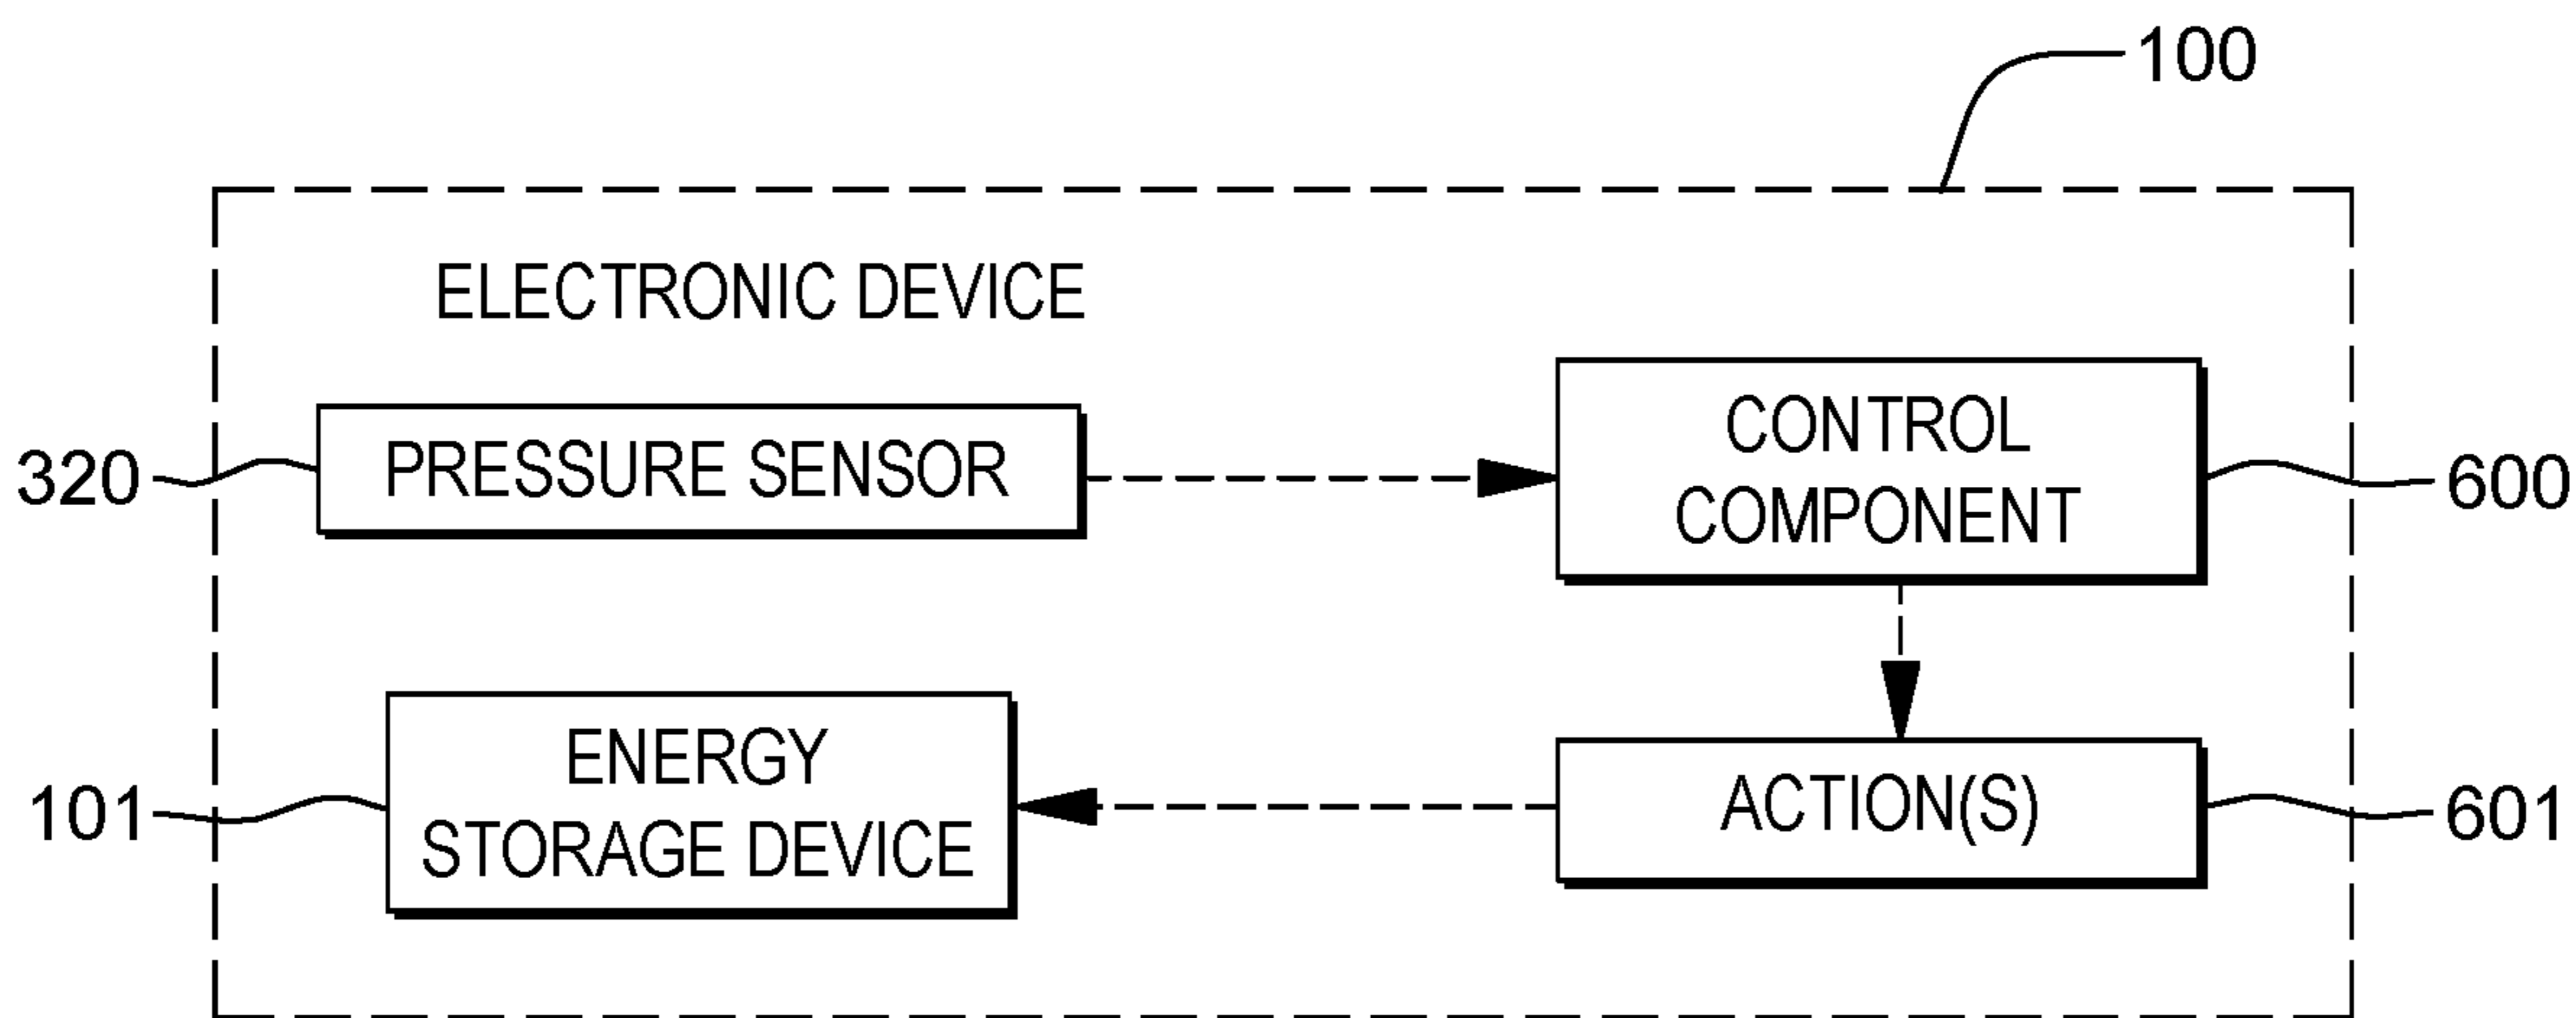 100
ELECTRONIC DEVICE
320
PRESSURE SENSOR
CONTROL
COMPONENT
600
101
ENERGY
STORAGE DEVICE
ACTION(S)
601